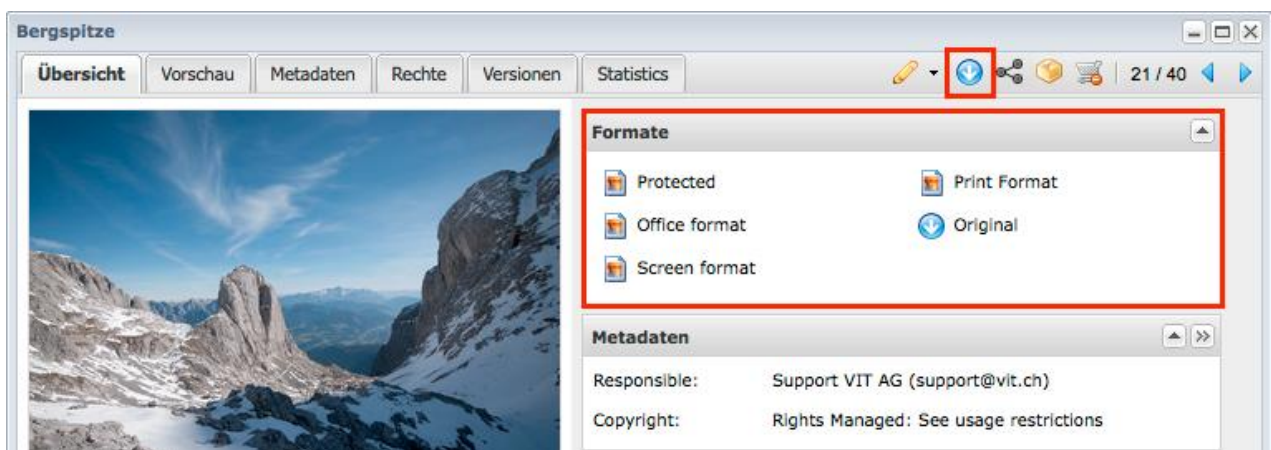 Bergspitze
Übersicht Vorschau Metadaten Rechte Versionen Statistics 21 / 40
Formate
Protected Print Format
Office format Original
Screen format
Metadaten
Responsible: Support VIT AG (support@vit.ch)
Copyright: Rights Managed: See usage restrictions